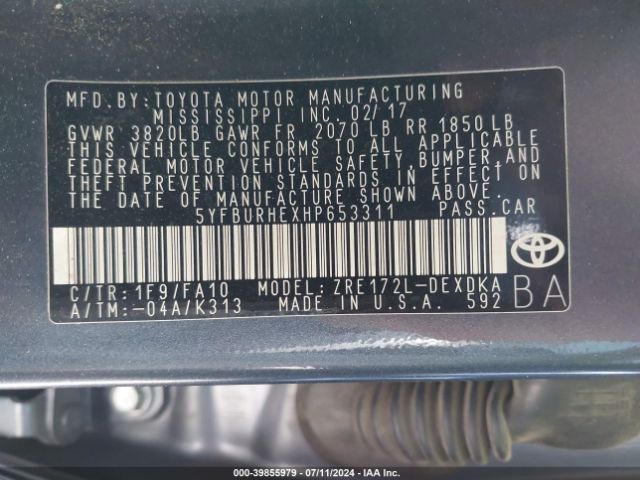 MFD.BY:TOYOTA MOTOR MANUFACTURING
MISSISSIPPI INC. 02/17
GVWR 3820LB GAWR FR 2070 LB RR 1850LB
THIS VEHICLE CONFORMS TO ALL APPLICABLE
FEDERAL MOTOR VEHICLE SAFETY,BUMPER,AND
THEFT PREVENTION STANDARDS IN EFFECT ON
THE DATE OF MANUFACTURE SHOWN ABOVE.
5YFBURHEXHP653311 PASS.CAR
C/TR:1F9/FA10 MODEL: ZRE172L-DEXDKA
A/TM:-04A/K313 MADE IN U.S.A. 592
BA
000-39855979 - 07/11/2024 - IAA Inc.